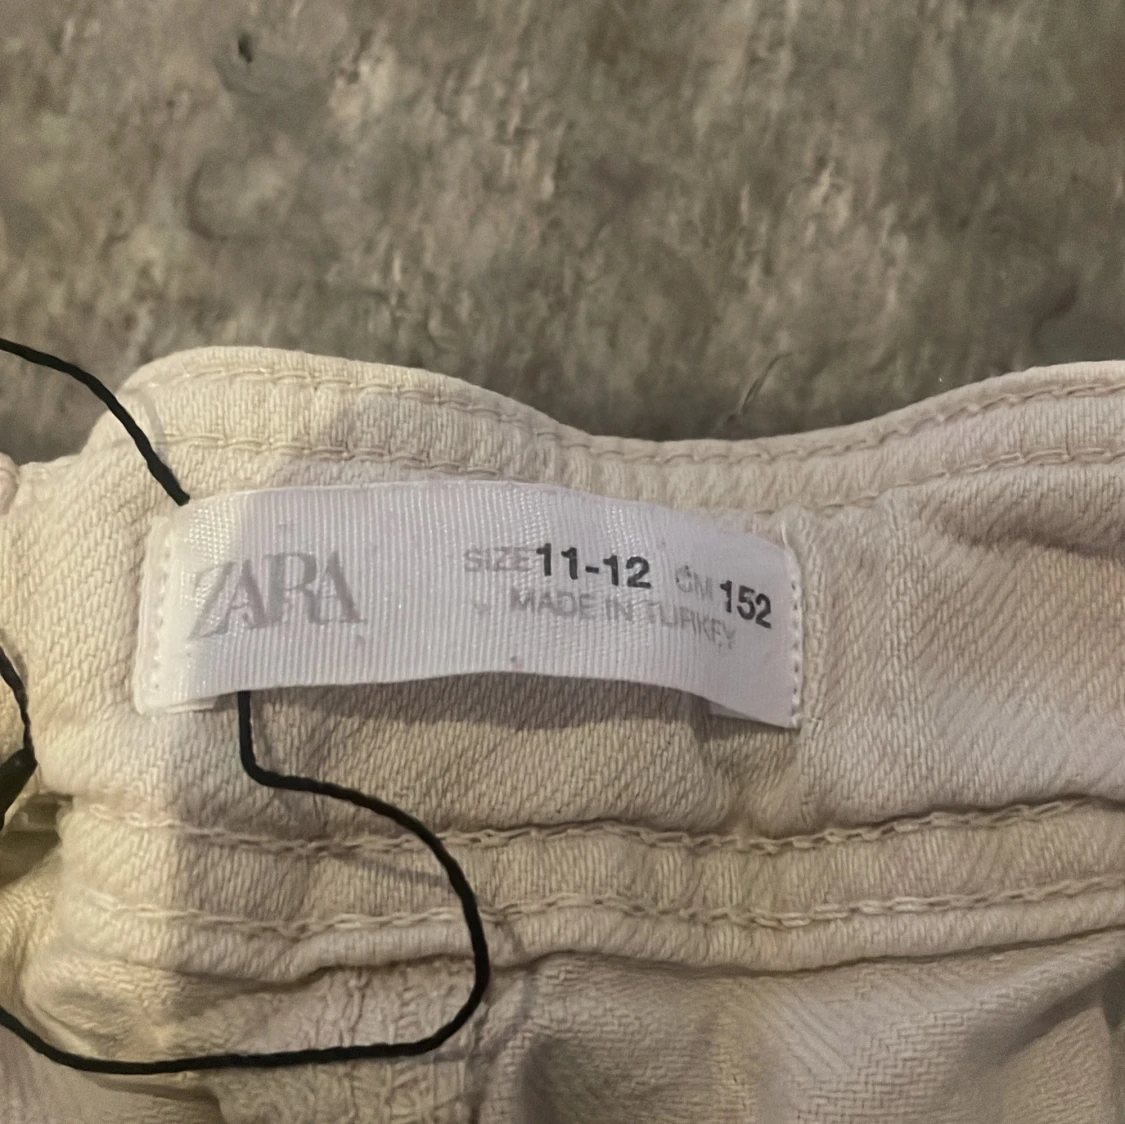 ZARA
SIZE 11-12 CM 152
MADE IN TURKEY